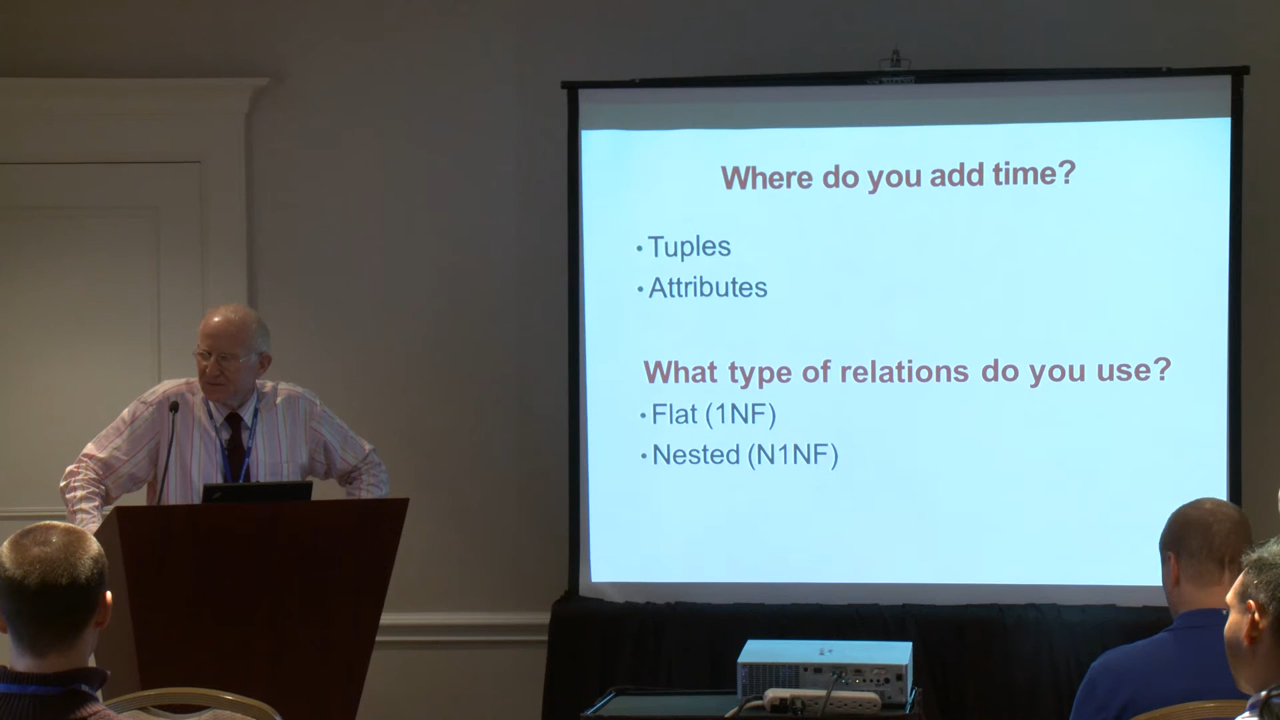 Where do you add time?
• Tuples
• Attributes
What type of relations do you use?
• Flat (1NF)
• Nested (N1NF)